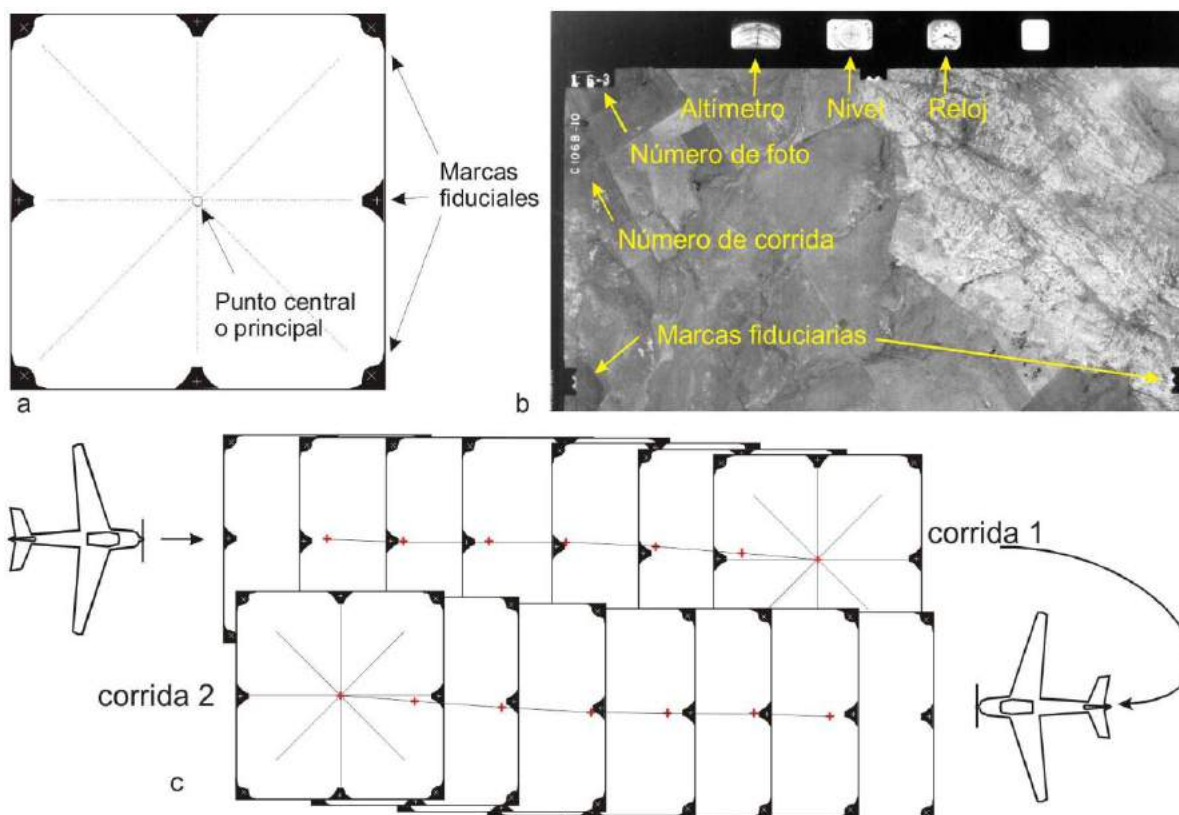 Marcas
fiduciales
Punto central
o principal
a
Altímetro
Nivel
Reloj
1 6-3
Número de foto
C106B-10
Número de corrida
Marcas fiduciarias
b
corrida 1
corrida 2
c